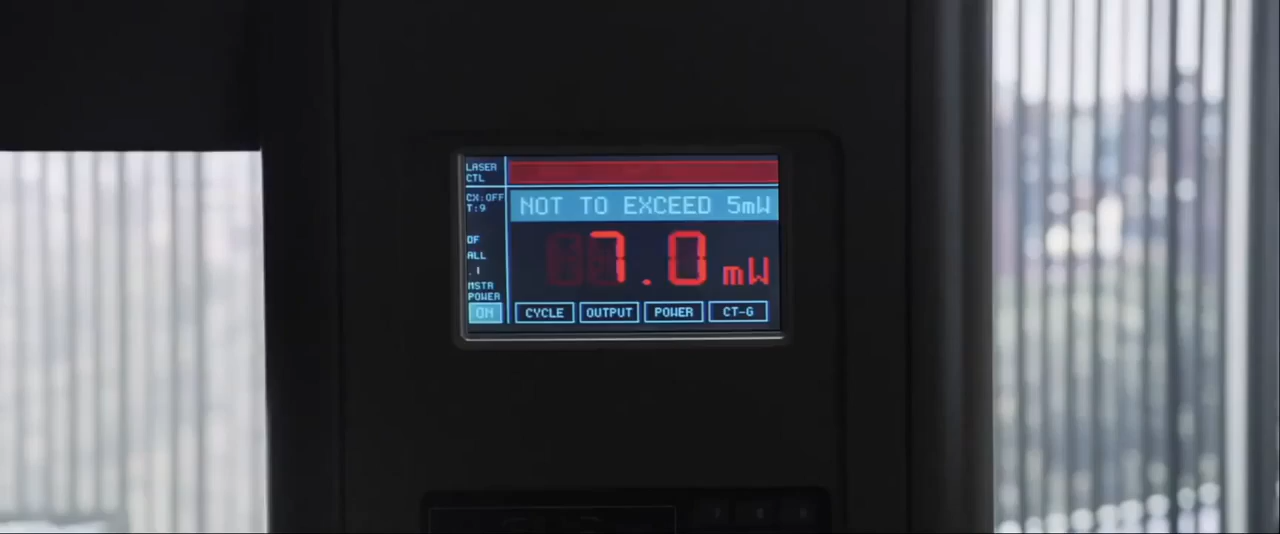 LASER
CTL
NOT TO EXCEED 5mW
CX:OFF
T:9
OF
ALL
.1
MSTR
POWER
ON
7.0 mW
CYCLE
OUTPUT
POWER
CT-G